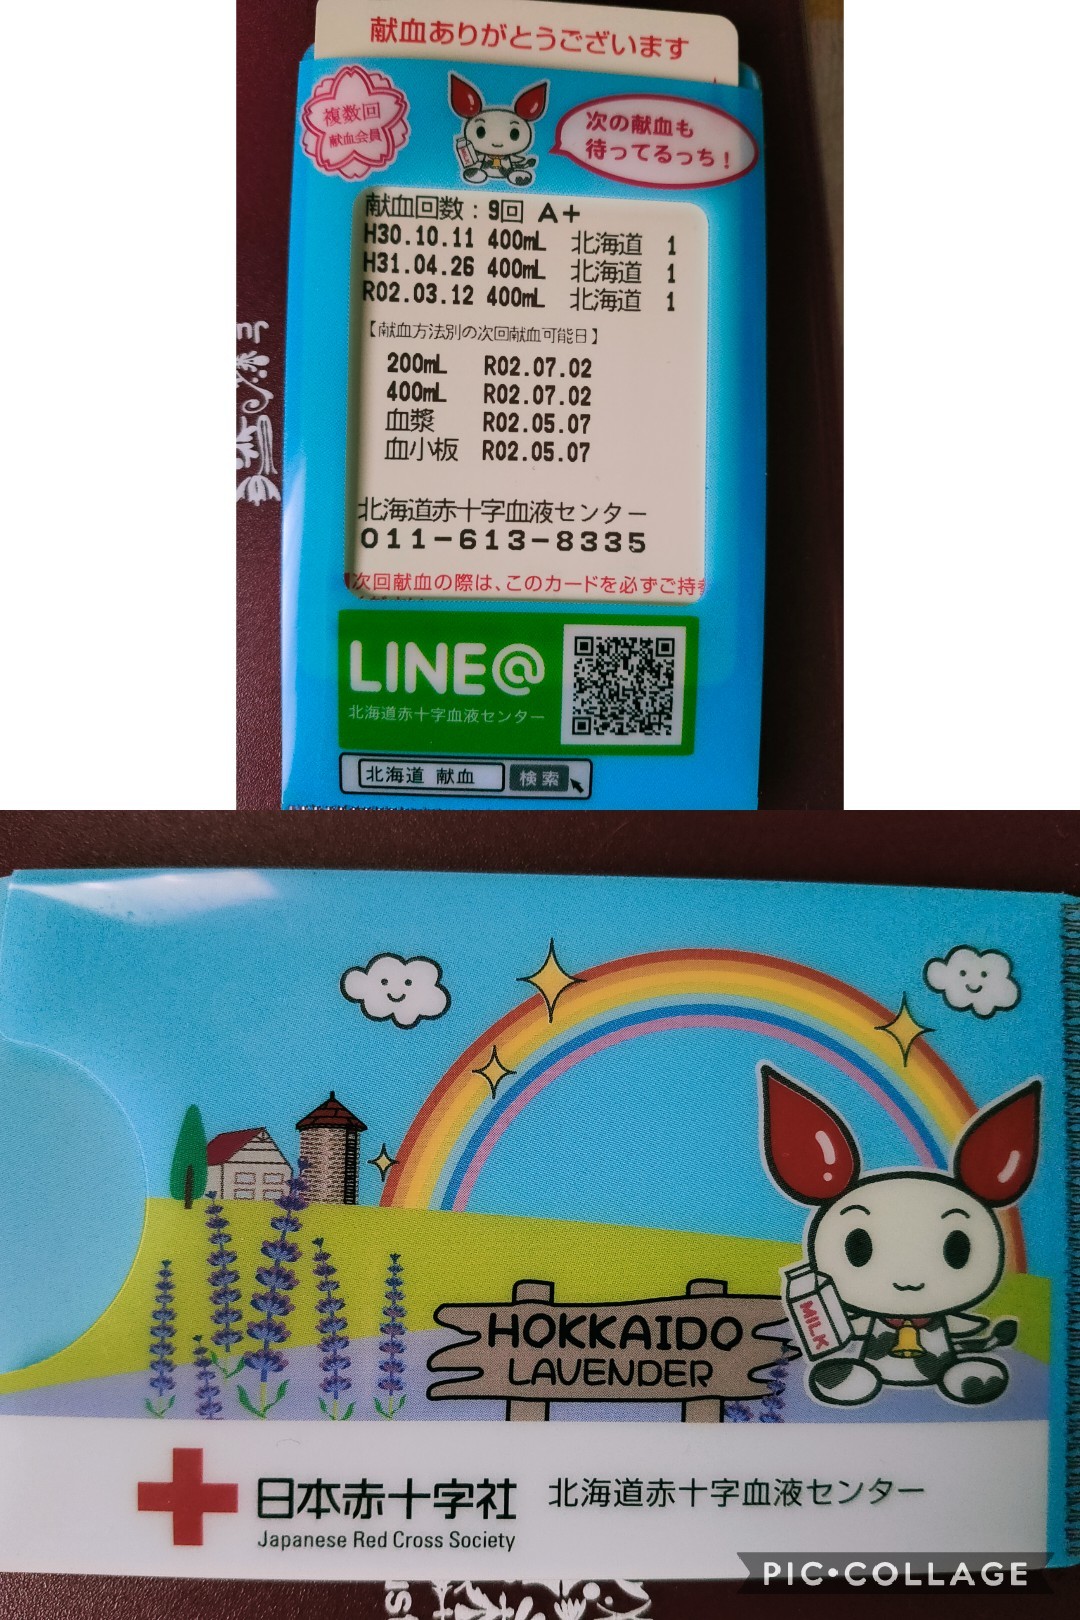 献血ありがとうございます
複数回
献血会員
次の献血も
待ってるっち!
献血回数:9回 A+
H30.10.11 400mL 北海道 1
H31.04.26 400mL 北海道 1
R02.03.12 400mL 北海道 1
【献血方法別の次回献血可能日】
200mL R02.07.02
400mL R02.07.02
血漿 R02.05.07
血小板 R02.05.07
北海道赤十字血液センター
011-613-8335
次回献血の際は、このカードを必ずご持
LINE@
北海道赤十字血液センター
北海道 献血 検索
MILK
HOKKAIDO
LAVENDER
日本赤十字社 北海道赤十字血液センター
Japanese Red Cross Society
PIC•COLLAGE